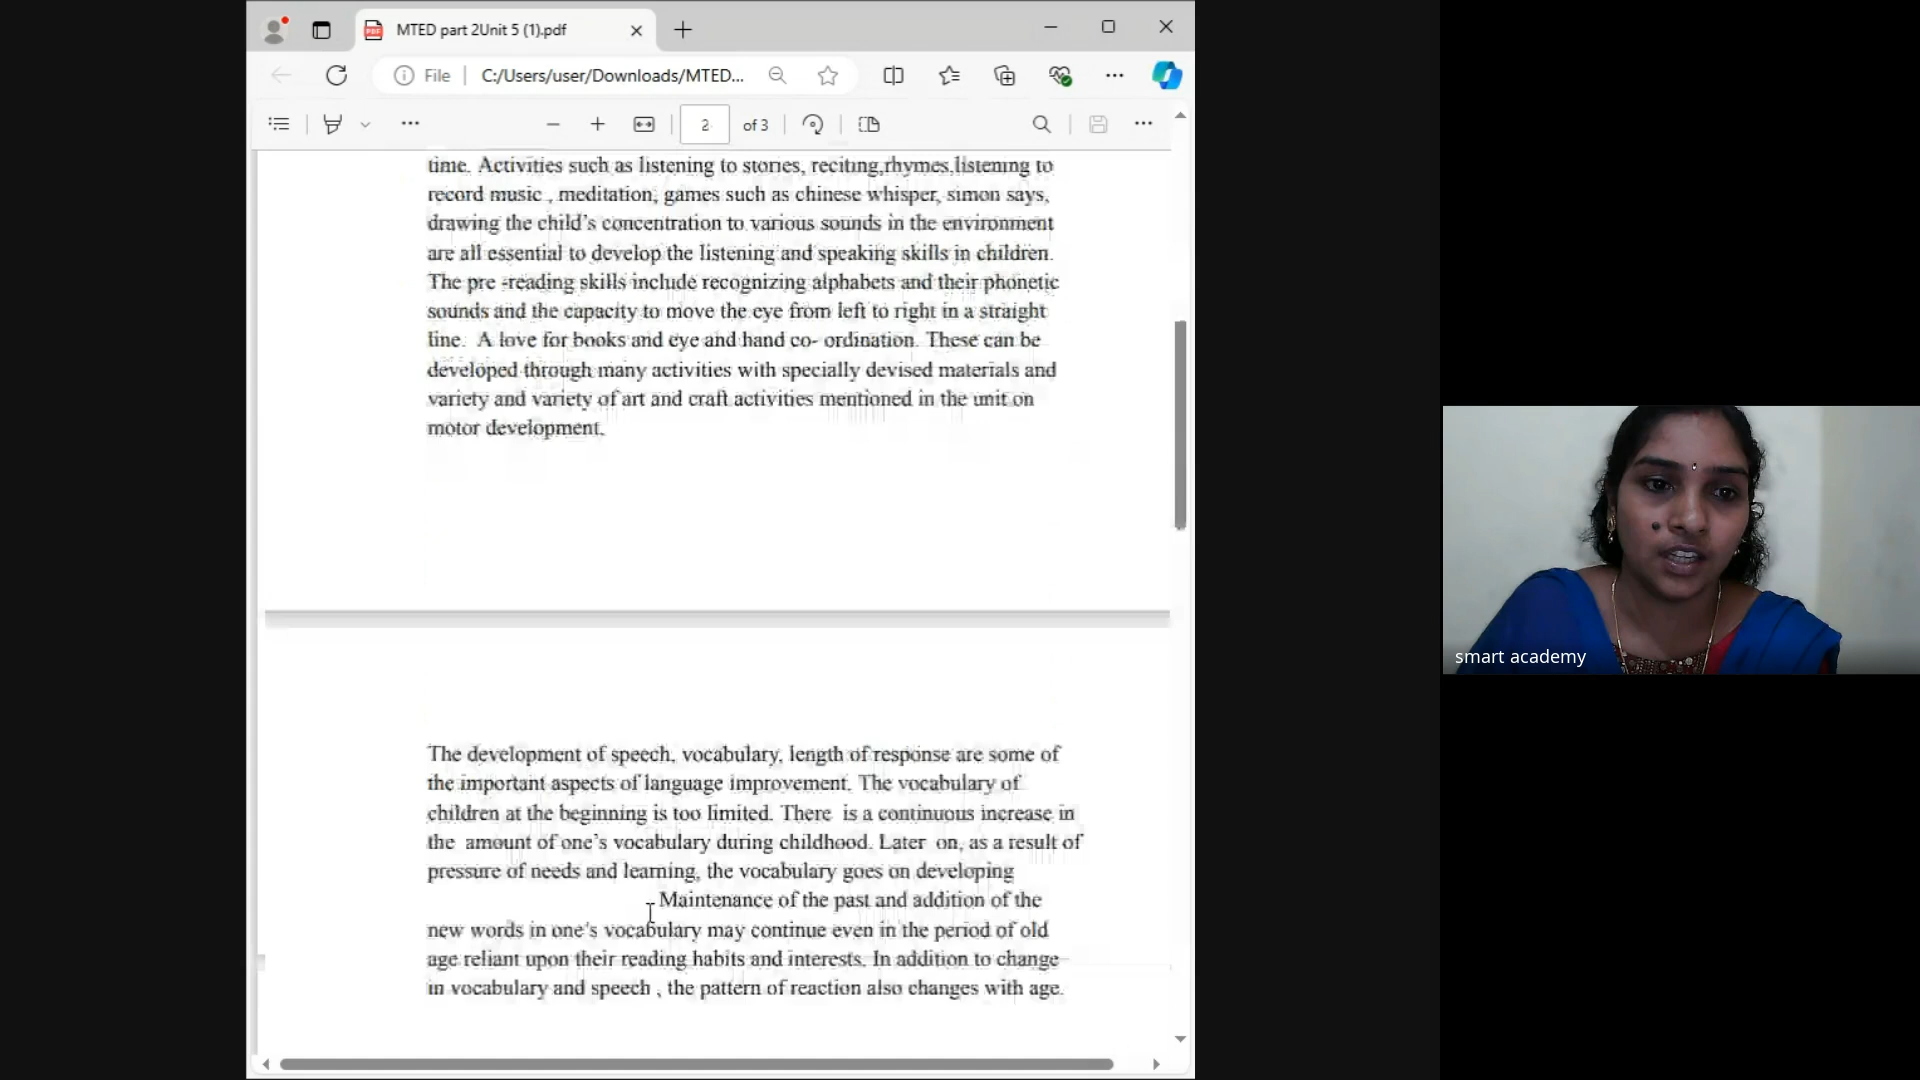 MTED part 2Unit 5 (1).pdf
File
C:/Users/user/Downloads/MTED...
2 of 3
time. Activities such as listening to stories, reciting,rhymes,listening to
record music , meditation, games such as chinese whisper, simon says,
drawing the child's concentration to various sounds in the environment
are all essential to develop the listening and speaking skills in children.
The pre -reading skills include recognizing alphabets and their phonetic
sounds and the capacity to move the eye from left to right in a straight
line. A love for books and eye and hand co- ordination. These can be
developed through many activities with specially devised materials and
variety and variety of art and craft activities mentioned in the unit on
motor development.
The development of speech, vocabulary, length of response are some of
the important aspects of language improvement. The vocabulary of
children at the beginning is too limited. There is a continuous increase in
the amount of one's vocabulary during childhood. Later on, as a result of
pressure of needs and learning, the vocabulary goes on developing
Maintenance of the past and addition of the
new words in one's vocabulary may continue even in the period of old
age reliant upon their reading habits and interests. In addition to change
in vocabulary and speech , the pattern of reaction also changes with age.
smart academy